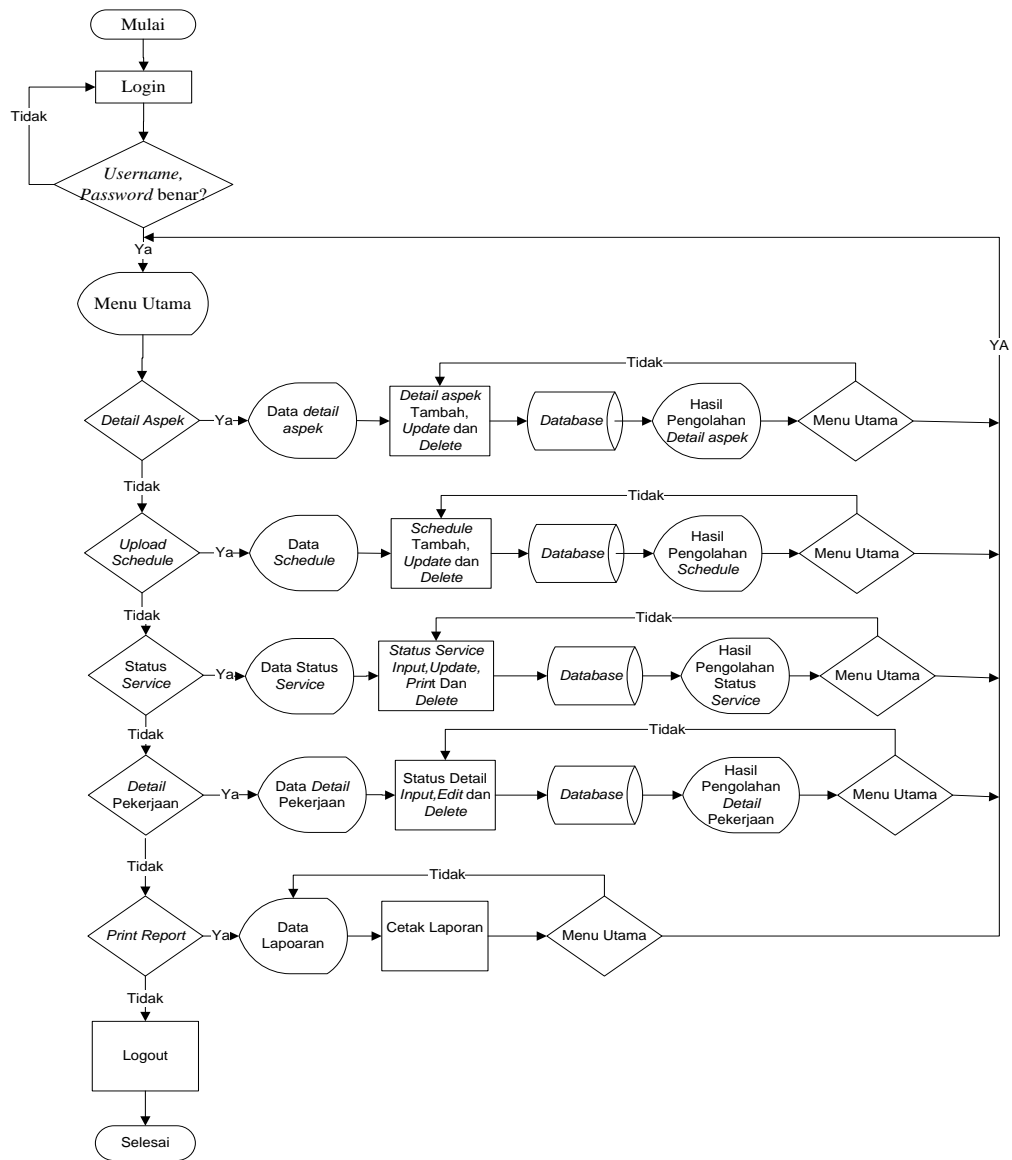 Mulai
Login
Tidak
Username,
Password benar?
Ya
Menu Utama
YA
Tidak
Detail Aspek
Ya
Data detail
aspek
Detail aspek
Tambah,
Update dan
Delete
Database
Hasil
Pengolahan
Detail aspek
Menu Utama
Tidak
Tidak
Upload
Schedule
Ya
Data
Schedule
Schedule
Tambah,
Update dan
Delete
Database
Hasil
Pengolahan
Schedule
Menu Utama
Tidak
Tidak
Status
Service
Ya
Data Status
Service
Status Service
Input,Update,
Print Dan
Delete
Database
Hasil
Pengolahan
Status
Service
Menu Utama
Tidak
Tidak
Detail
Pekerjaan
Ya
Data Detail
Pekerjaan
Status Detail
Input,Edit dan
Delete
Database
Hasil
Pengolahan
Detail
Pekerjaan
Menu Utama
Tidak
Tidak
Print Report
Ya
Data
Lapoaran
Cetak Laporan
Menu Utama
Tidak
Logout
Selesai